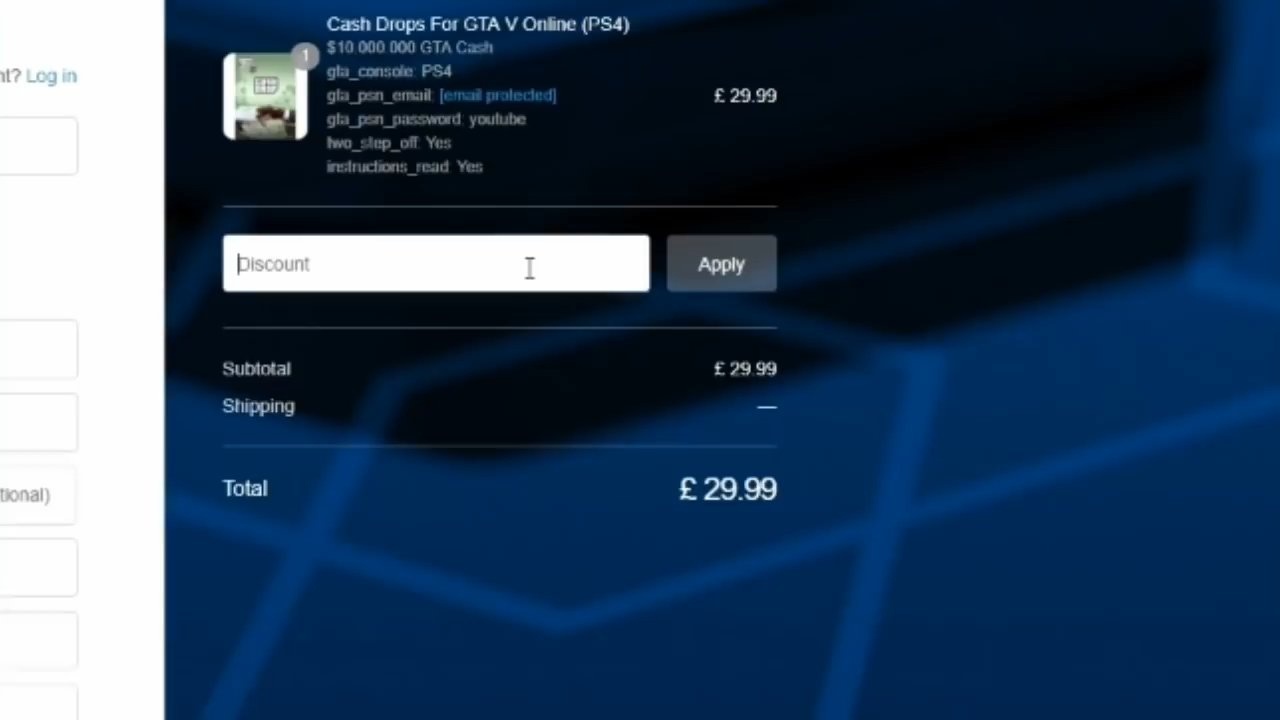 nt? Log in
Cash Drops For GTA V Online (PS4)
$10 000 000 GTA Cash
1
gta_console: PS4
gta_psn_email: [email protected]
£ 29.99
gta_psn_password: youtube
two_step_off: Yes
instructions_read: Yes
Discount
Apply
Subtotal
£ 29.99
Shipping
—
tional)
Total
£ 29.99